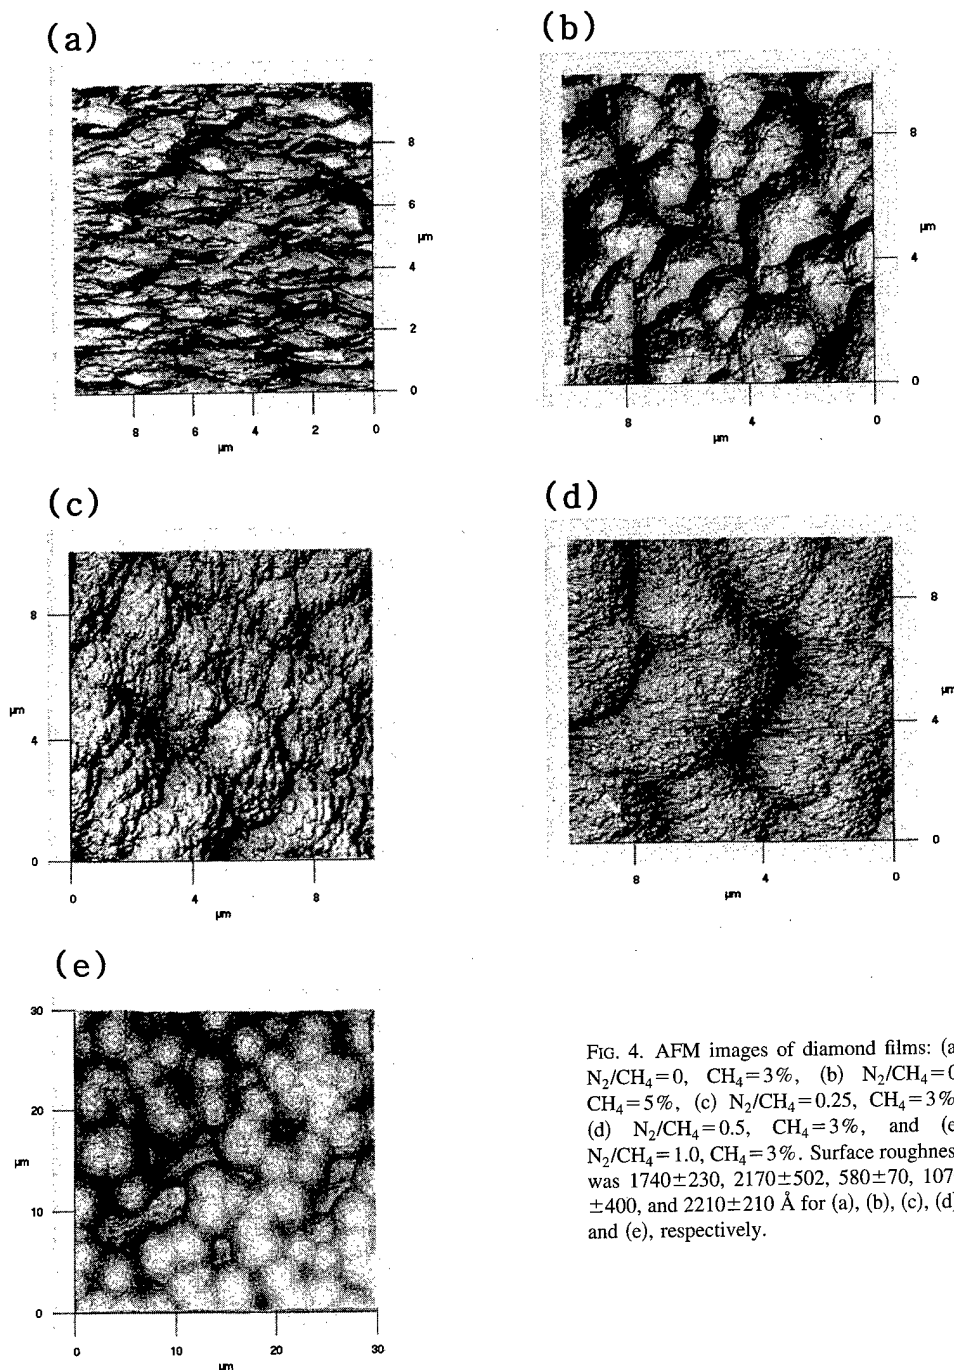 (a)
8
6
µm
4
2
0
8
6
4
2
0
µm
(b)
8
µm
4
0
8
4
0
µm
(c)
8
µm
4
0
0
4
8
µm
(d)
8
µm
4
0
8
4
0
µm
(e)
30
20
µm
10
0
0
10
20
30
µm
FIG. 4. AFM images of diamond films: (a
N₂/CH₄=0, CH₄=3%, (b) N₂/CH₄=0
CH₄=5%, (c) N₂/CH₄=0.25, CH₄=3%
(d) N₂/CH₄=0.5, CH₄=3%, and (e
N₂/CH₄=1.0, CH₄=3%. Surface roughnes
was 1740±230, 2170±502, 580±70, 107
±400, and 2210±210 Å for (a), (b), (c), (d)
and (e), respectively.